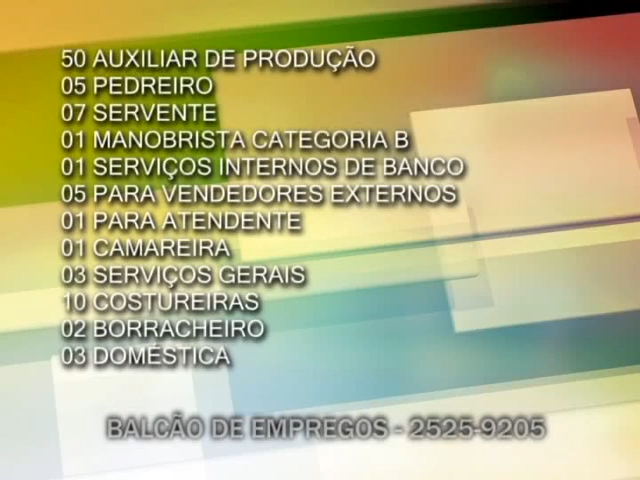 50 AUXILIAR DE PRODUÇÃO
05 PEDREIRO
07 SERVENTE
01 MANOBRISTA CATEGORIA B
01 SERVIÇOS INTERNOS DE BANCO
05 PARA VENDEDORES EXTERNOS
01 PARA ATENDENTE
01 CAMAREIRA
03 SERVIÇOS GERAIS
10 COSTUREIRAS
02 BORRACHEIRO
03 DOMÉSTICA
BALCÃO DE EMPREGOS - 2525-9205